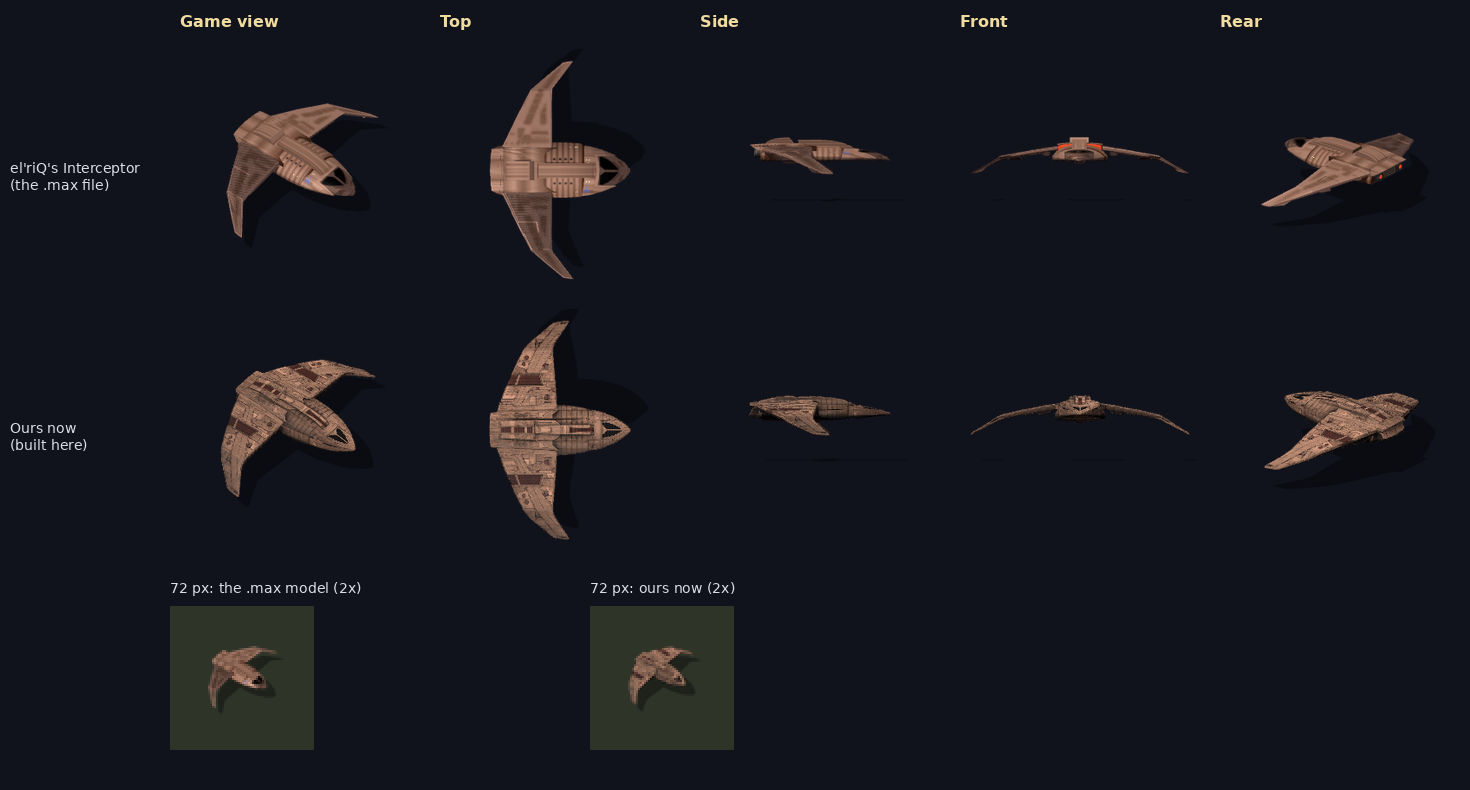 Game view
Top
Side
Front
Rear
el'riQ's Interceptor
(the .max file)
Ours now
(built here)
72 px: the .max model (2x)
72 px: ours now (2x)